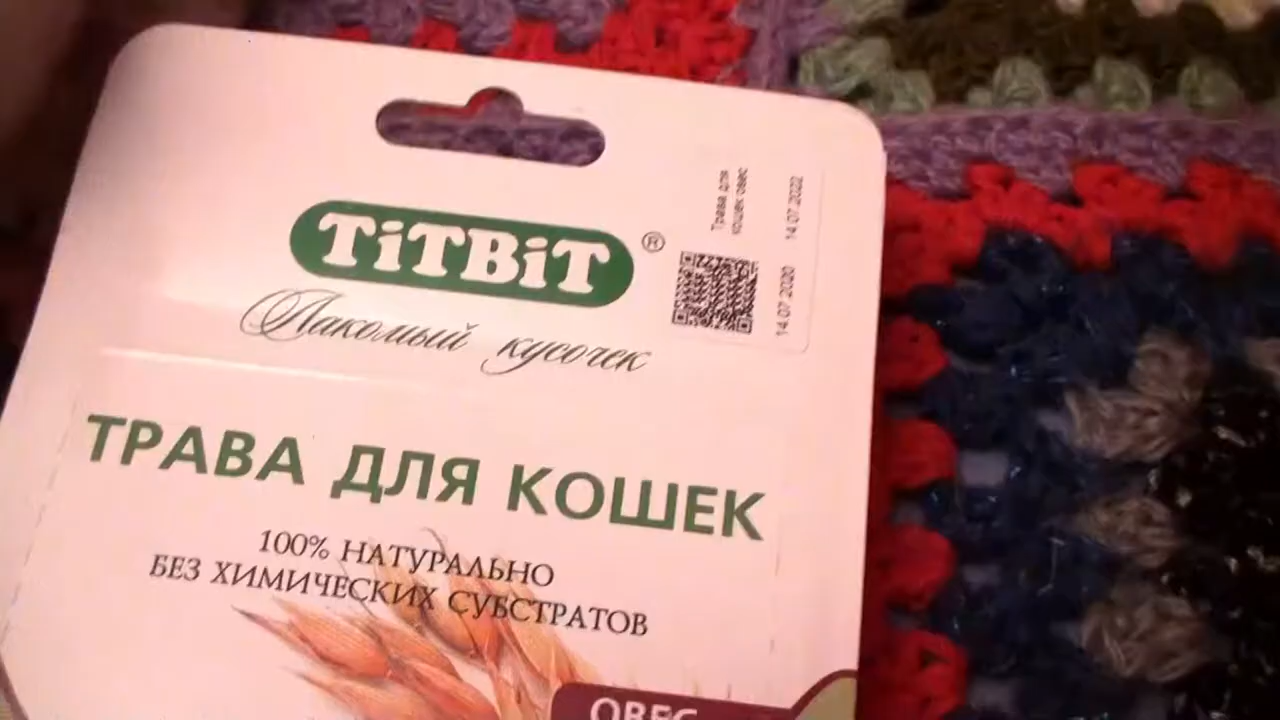 TiTBiT
®
Лакомый кусочек
Трава для
кошек овес
14.07.2020 14.07.2022
ТРАВА ДЛЯ КОШЕК
100% НАТУРАЛЬНО
БЕЗ ХИМИЧЕСКИХ СУБСТРАТОВ
ОВЕС